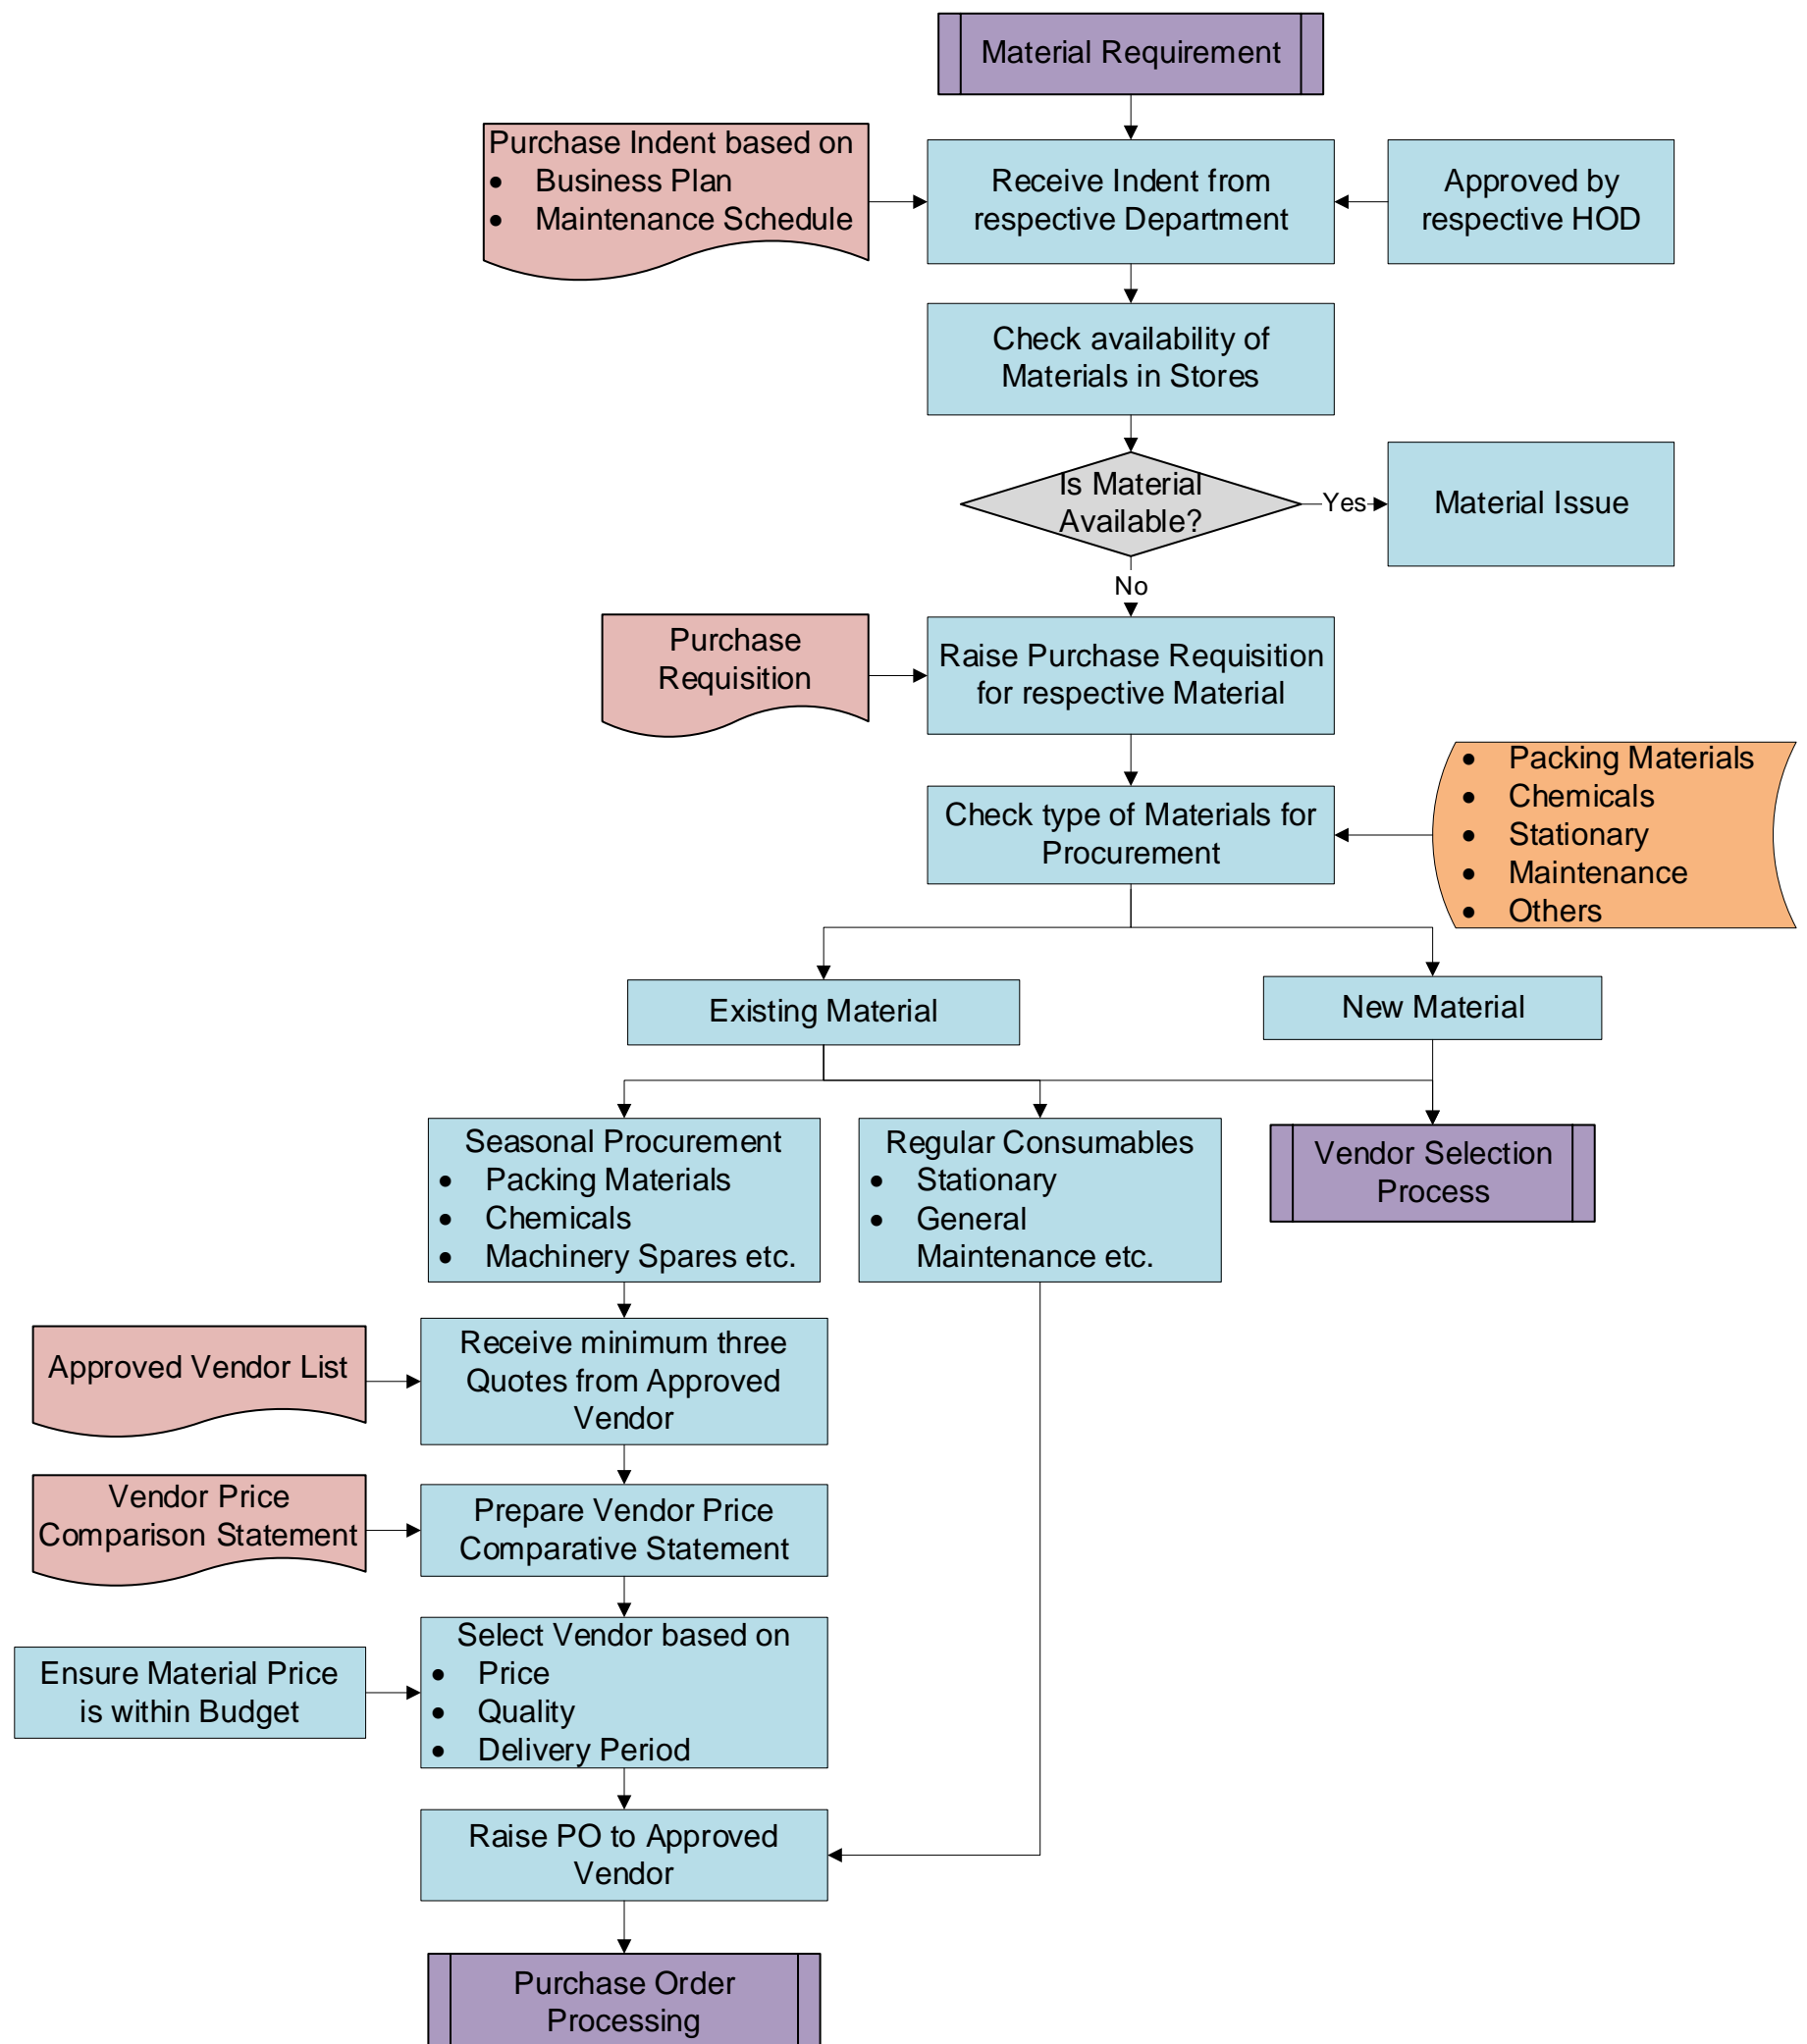 Material Requirement
Purchase Indent based on
• Business Plan
• Maintenance Schedule
Receive Indent from
respective Department
Approved by
respective HOD
Check availability of
Materials in Stores
Is Material
Available?
Yes
Material Issue
No
Purchase
Requisition
Raise Purchase Requisition
for respective Material
• Packing Materials
• Chemicals
• Stationary
• Maintenance
• Others
Check type of Materials for
Procurement
Existing Material
New Material
Seasonal Procurement
• Packing Materials
• Chemicals
• Machinery Spares etc.
Regular Consumables
• Stationary
• General
Maintenance etc.
Vendor Selection
Process
Approved Vendor List
Receive minimum three
Quotes from Approved
Vendor
Vendor Price
Comparison Statement
Prepare Vendor Price
Comparative Statement
Ensure Material Price
is within Budget
Select Vendor based on
• Price
• Quality
• Delivery Period
Raise PO to Approved
Vendor
Purchase Order
Processing